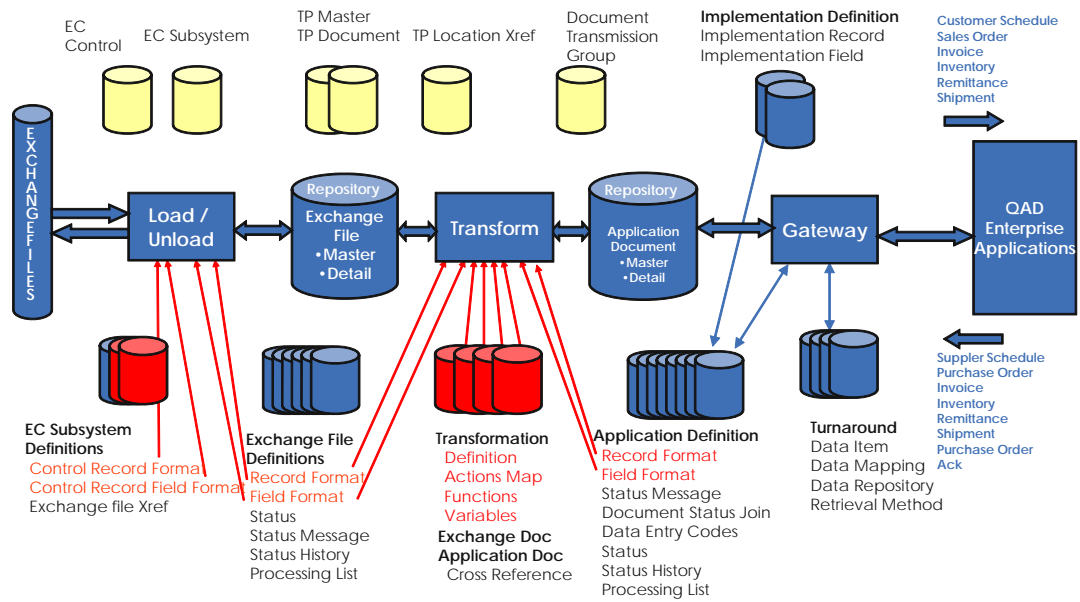 EC
Control
EC Subsystem
TP Master
TP Document
TP Location Xref
Document
Transmission
Group
Implementation Definition
Implementation Record
Implementation Field
Customer Schedule
Sales Order
Invoice
Inventory
Remittance
Shipment
EXCHANGEFILES
Load /
Unload
Repository
Exchange
File
•Master
•Detail
Transform
Repository
Application
Document
•Master
•Detail
Gateway
QAD
Enterprise
Applications
EC Subsystem
Definitions
Control Record Format
Control Record Field Format
Exchange file Xref
Exchange File
Definitions
Record Format
Field Format
Status
Status Message
Status History
Processing List
Transformation
Definition
Actions Map
Functions
Variables
Exchange Doc
Application Doc
Cross Reference
Application Definition
Record Format
Field Format
Status Message
Document Status Join
Data Entry Codes
Status
Status History
Processing List
Turnaround
Data Item
Data Mapping
Data Repository
Retrieval Method
Suppler Schedule
Purchase Order
Invoice
Inventory
Remittance
Shipment
Purchase Order
Ack